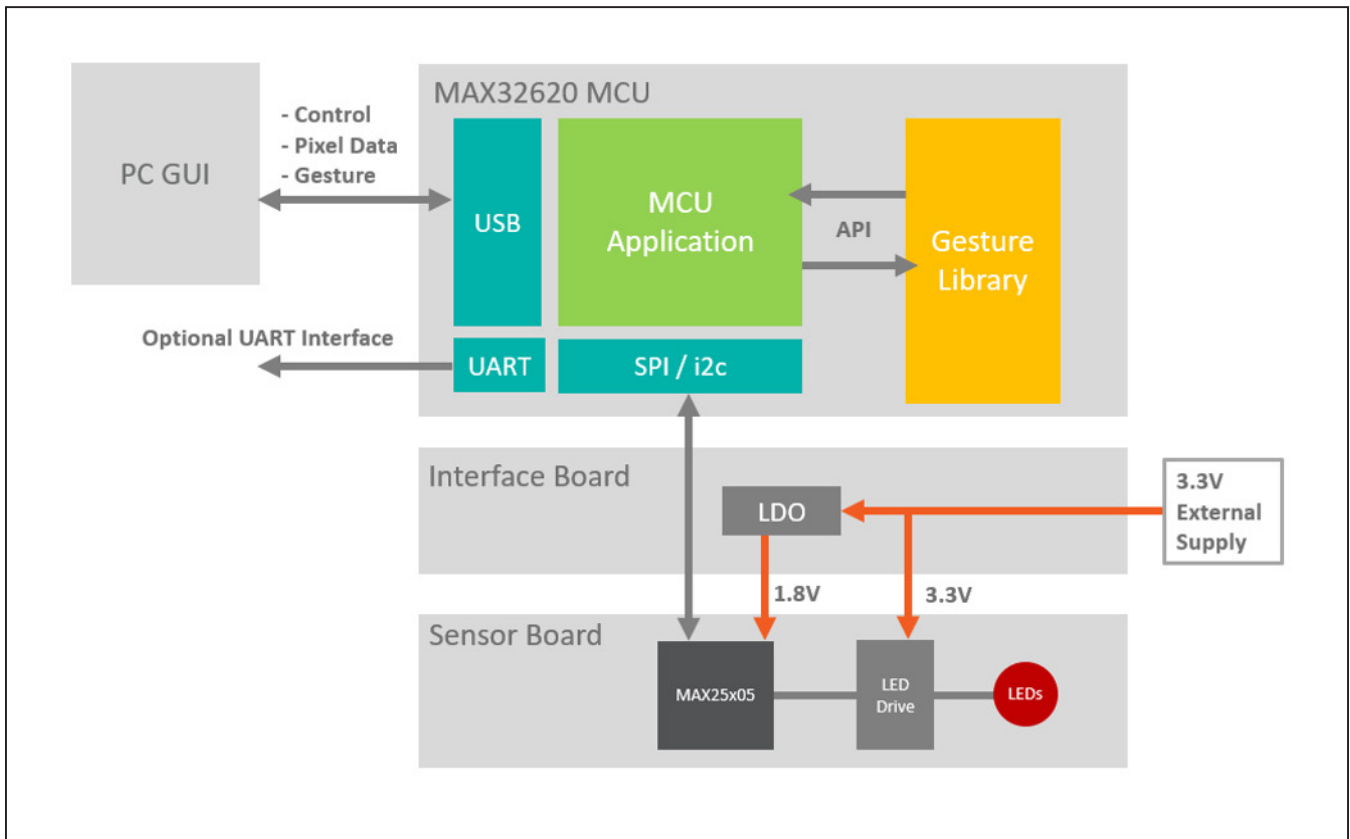 PC GUI
- Control
- Pixel Data
- Gesture
MAX32620 MCU
USB
MCU
Application
API
Gesture
Library
Optional UART Interface
UART
SPI / i2c
Interface Board
LDO
3.3V
External
Supply
1.8V
3.3V
Sensor Board
MAX25x05
LED
Drive
LEDs